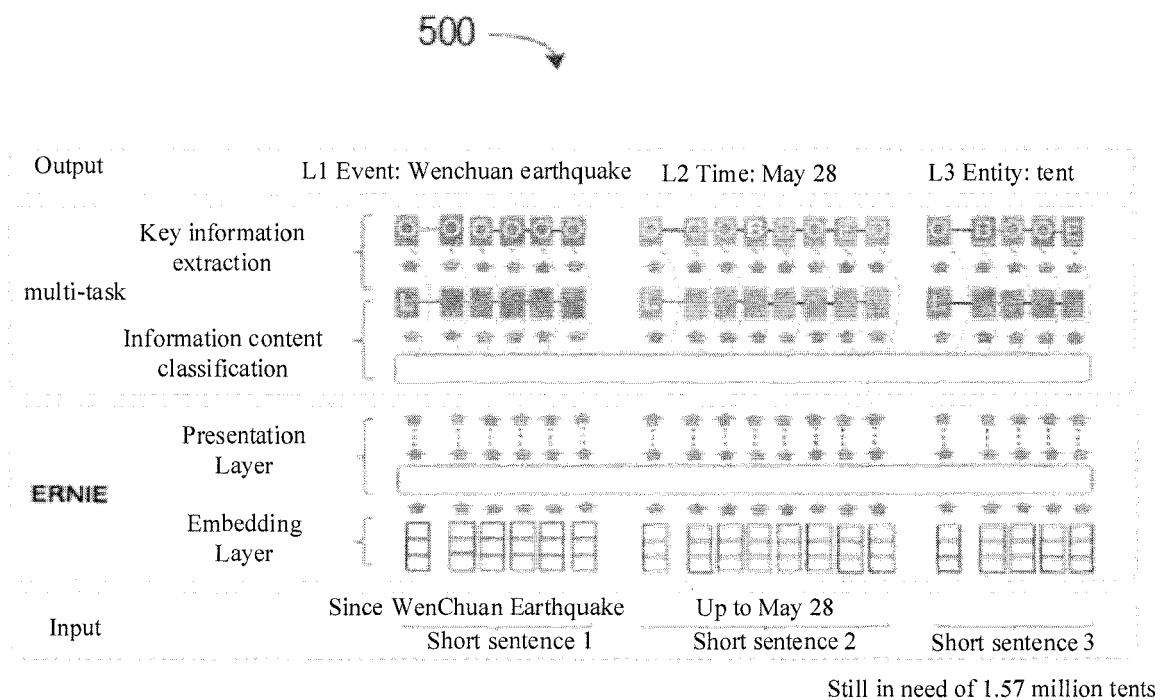 500
Output L1 Event: Wenchuan earthquake L2 Time: May 28 L3 Entity: tent
Key information
extraction
multi-task
Information content
classification
Presentation
Layer
ERNIE
Embedding
Layer
Since WenChuan Earthquake Up to May 28
Input
Short sentence 1 Short sentence 2 Short sentence 3
Still in need of 1.57 million tents